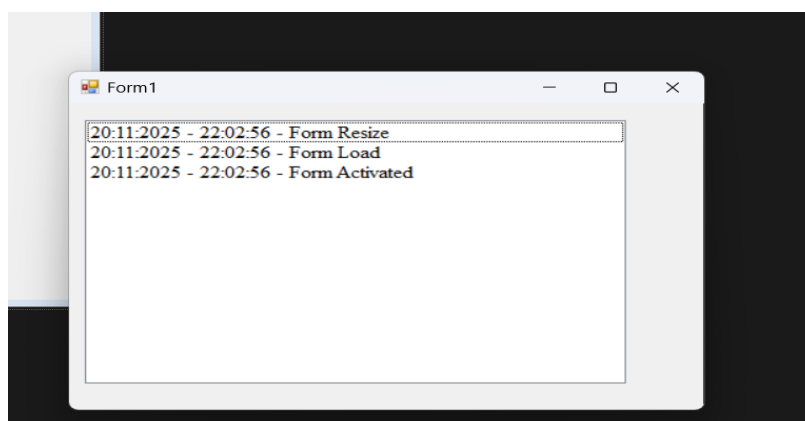 Form1
20:11:2025 - 22:02:56 - Form Resize
20:11:2025 - 22:02:56 - Form Load
20:11:2025 - 22:02:56 - Form Activated